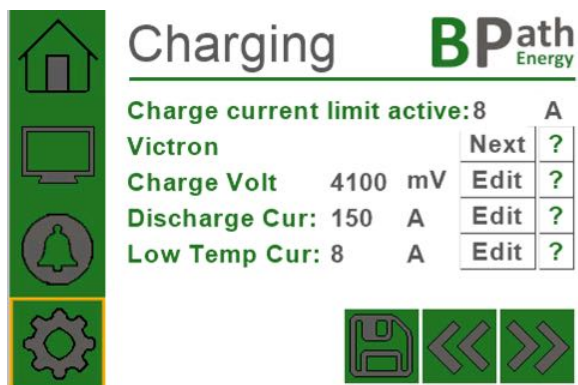 Charging
BPath
Energy
Charge current limit active:8 A
Victron Next ?
Charge Volt 4100 mV Edit ?
Discharge Cur: 150 A Edit ?
Low Temp Cur: 8 A Edit ?